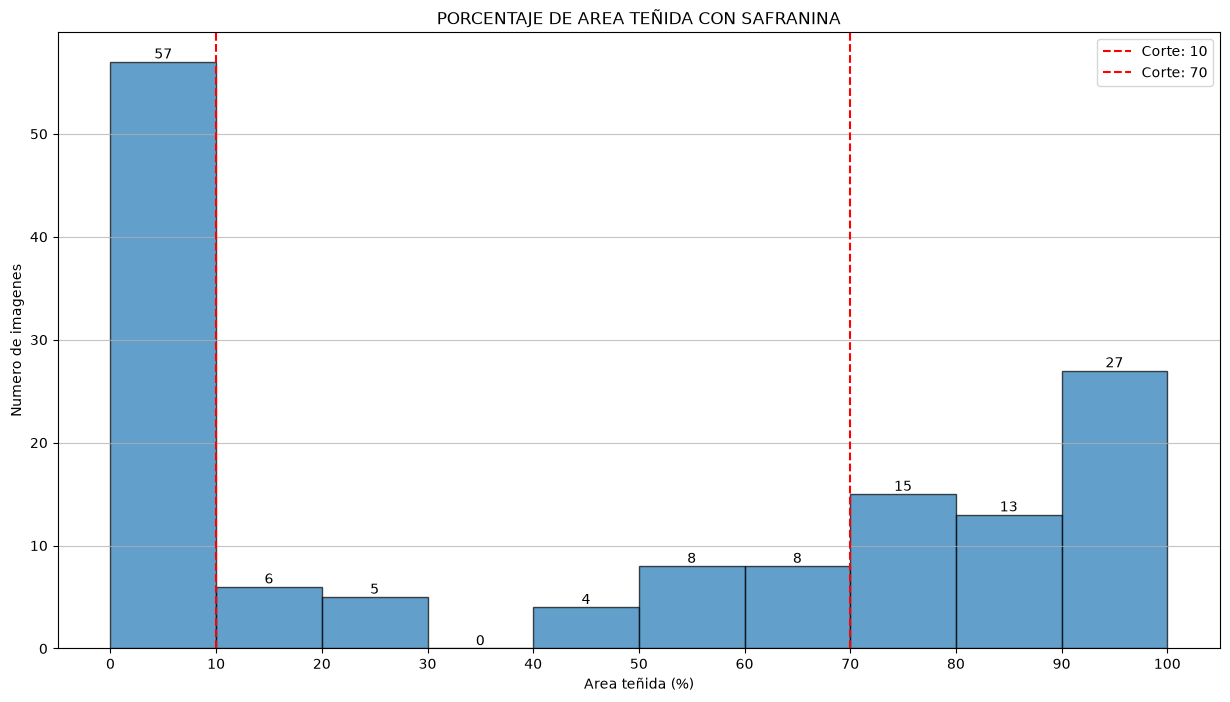 PORCENTAJE DE AREA TEÑIDA CON SAFRANINA
Corte: 10
Corte: 70
Numero de imagenes
50
40
30
20
10
0
57
6
5
0
4
8
8
15
13
27
0 10 20 30 40 50 60 70 80 90 100
Area teñida (%)